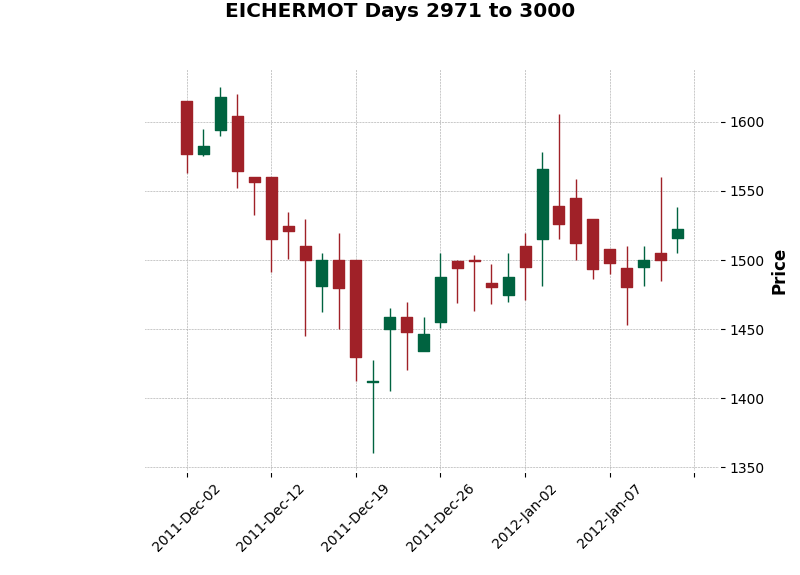 EICHERMOT Days 2971 to 3000
1600
1550
1500
1450
1400
1350
Price
2011-Dec-02
2011-Dec-12
2011-Dec-19
2011-Dec-26
2012-Jan-02
2012-Jan-07